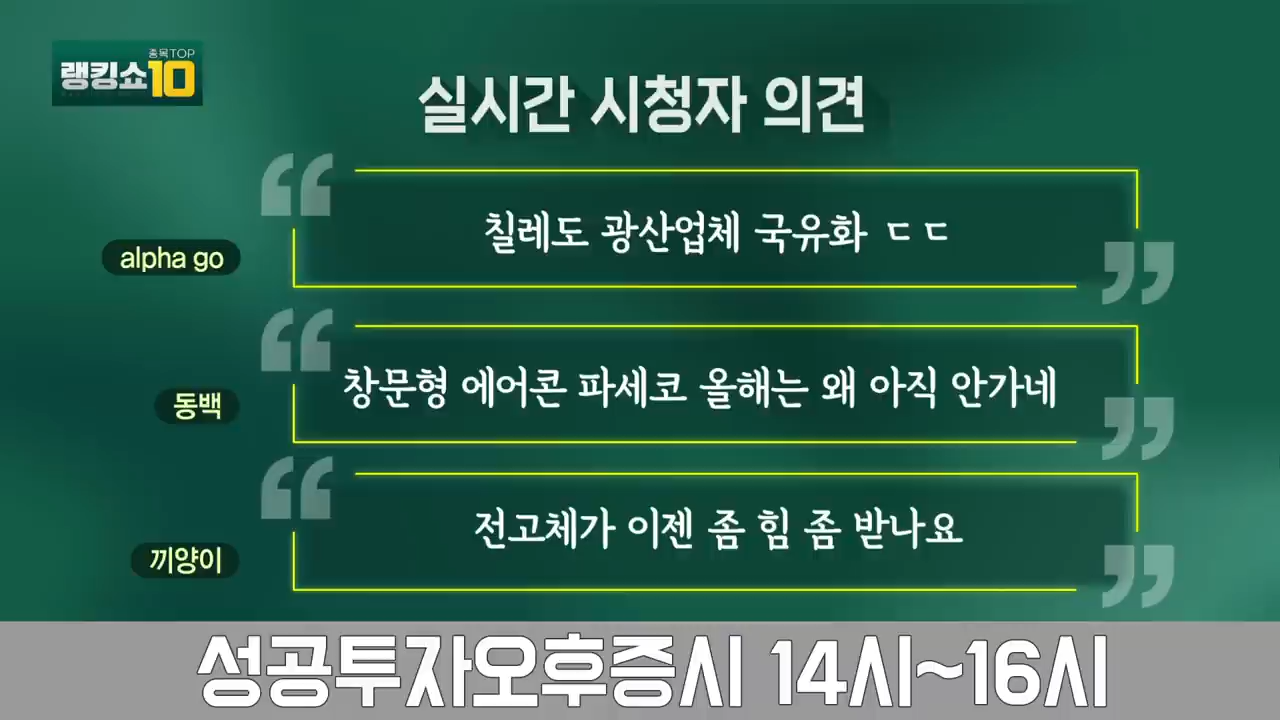 종목TOP
랭킹쇼10
실시간 시청자 의견
칠레도 광산업체 국유화 ㄷㄷ
alpha go
창문형 에어콘 파세코 올해는 왜 아직 안가네
동백
전고체가 이젠 좀 힘 좀 받나요
끼양이
성공투자오후증시 14시~16시